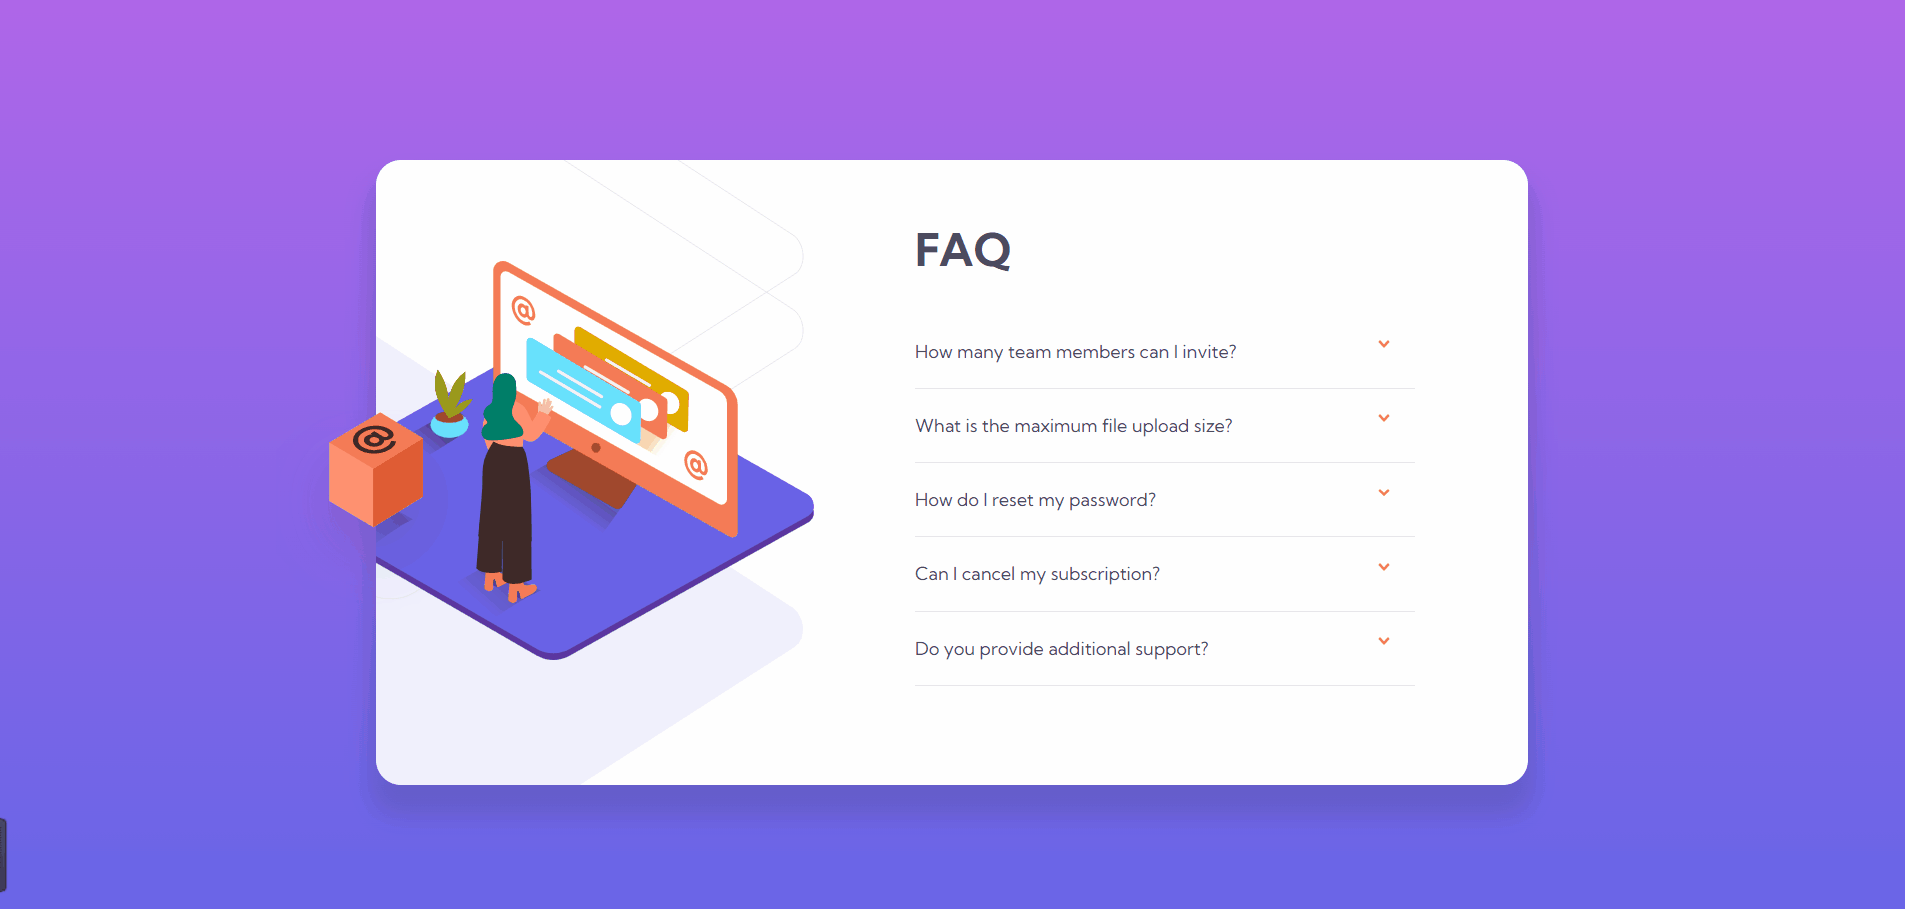 FAQ
How many team members can I invite?
What is the maximum file upload size?
How do I reset my password?
Can I cancel my subscription?
Do you provide additional support?
@
@
@